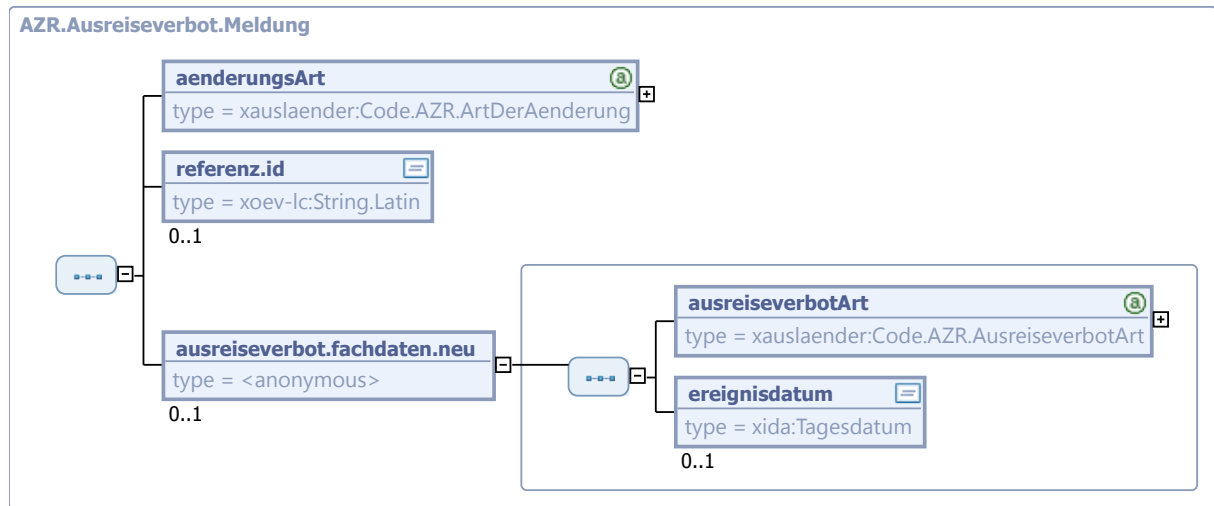 AZR.Ausreiseverbot.Meldung
aenderungsArt
type = xauslaender:Code.AZR.ArtDerAenderung
referenz.id
type = xoev-lc:String.Latin
0..1
ausreiseverbot.fachdaten.neu
type = <anonymous>
0..1
ausreiseverbotArt
type = xauslaender:Code.AZR.AusreiseverbotArt
ereignisdatum
type = xida:Tagesdatum
0..1